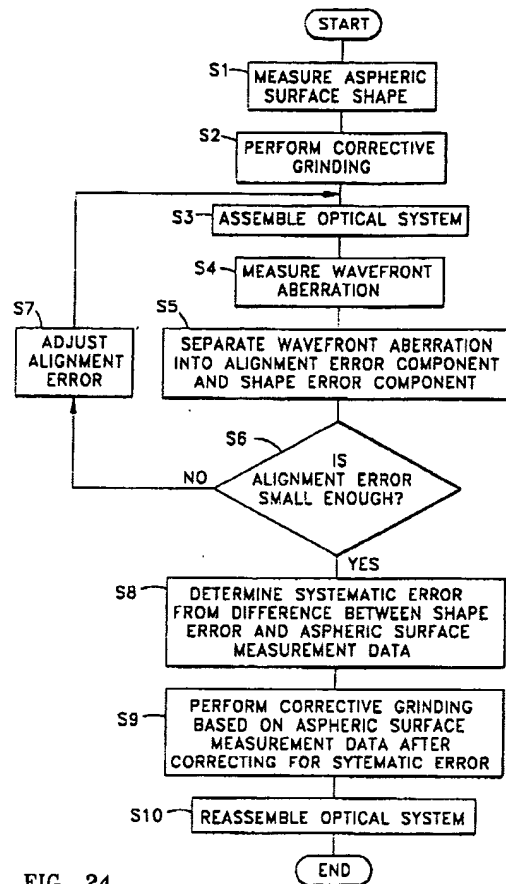 START
S1
MEASURE ASPHERIC
SURFACE SHAPE
S2
PERFORM CORRECTIVE
GRINDING
S3
ASSEMBLE OPTICAL SYSTEM
S4
MEASURE WAVEFRONT
ABERRATION
S7
ADJUST
ALIGNMENT
ERROR
S5
SEPARATE WAVEFRONT ABERRATION
INTO ALIGNMENT ERROR COMPONENT
AND SHAPE ERROR COMPONENT
S6
IS
ALIGNMENT ERROR
SMALL ENOUGH?
NO
YES
S8
DETERMINE SYSTEMATIC ERROR
FROM DIFFERENCE BETWEEN SHAPE
ERROR AND ASPHERIC SURFACE
MEASUREMENT DATA
S9
PERFORM CORRECTIVE GRINDING
BASED ON ASPHERIC SURFACE
MEASUREMENT DATA AFTER
CORRECTING FOR SYTEMATIC ERROR
S10
REASSEMBLE OPTICAL SYSTEM
END
FIG. 24